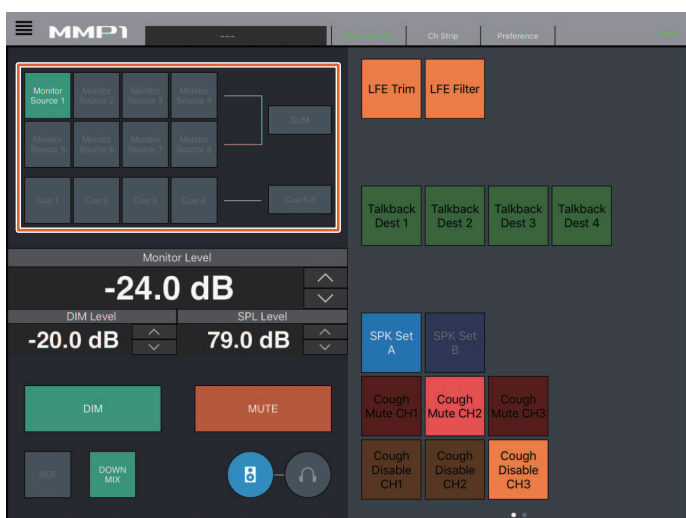 MMP1
---
Ch Strip
Preference
Monitor Source 1
Monitor Source 2
Monitor Source 3
Monitor Source 4
SUM
Monitor Source 5
Monitor Source 6
Monitor Source 7
Monitor Source 8
Cue 1
Cue 2
Cue 3
Cue 4
Cue 5-6
Monitor Level
-24.0 dB
DIM Level
-20.0 dB
SPL Level
79.0 dB
DIM
MUTE
REF
DOWN MIX
LFE Trim
LFE Filter
Talkback Dest 1
Talkback Dest 2
Talkback Dest 3
Talkback Dest 4
SPK Set A
SPK Set B
Cough Mute CH1
Cough Mute CH2
Cough Mute CH3
Cough Disable CH1
Cough Disable CH2
Cough Disable CH3